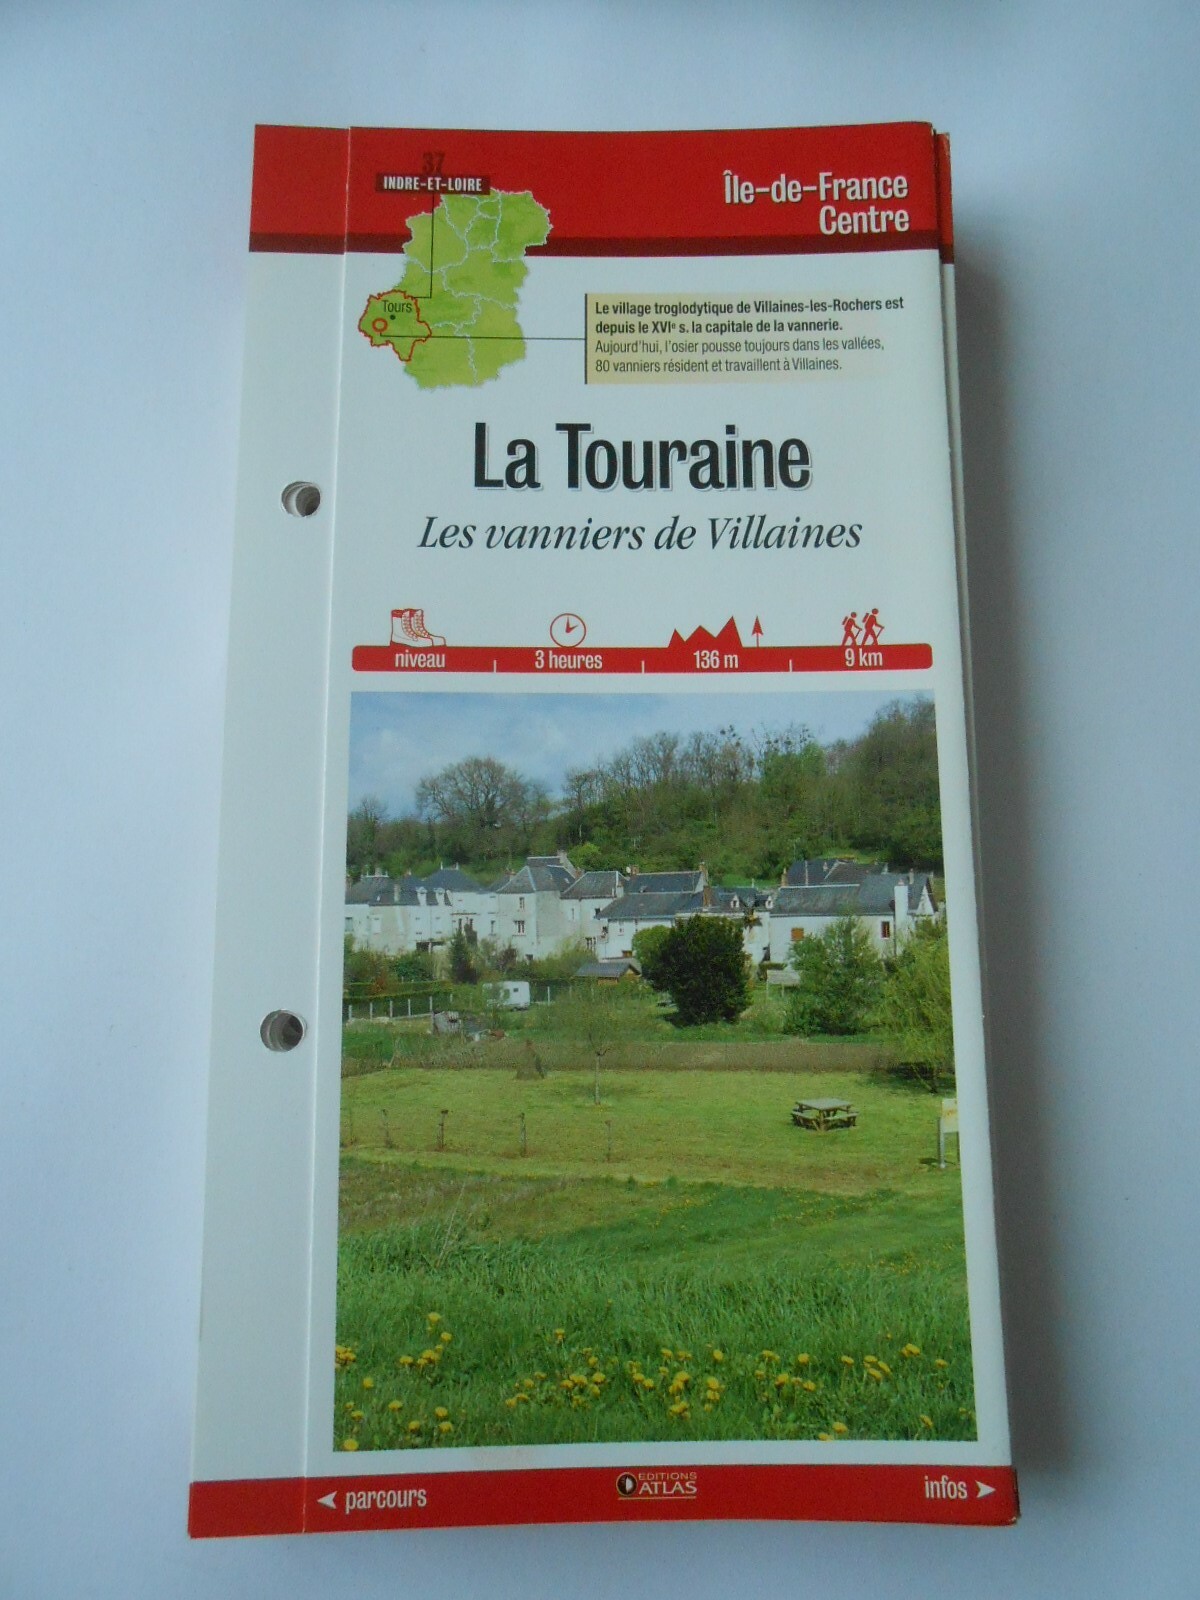 37
INDRE-ET-LOIRE
Île-de-France
Centre
Tours
Le village troglodytique de Villaines-les-Rochers est
depuis le XVIᵉ s. la capitale de la vannerie.
Aujourd'hui, l'osier pousse toujours dans les vallées,
80 vanniers résident et travaillent à Villaines.
La Touraine
Les vanniers de Villaines
niveau
3 heures
136 m
9 km
parcours
EDITIONS
ATLAS
infos